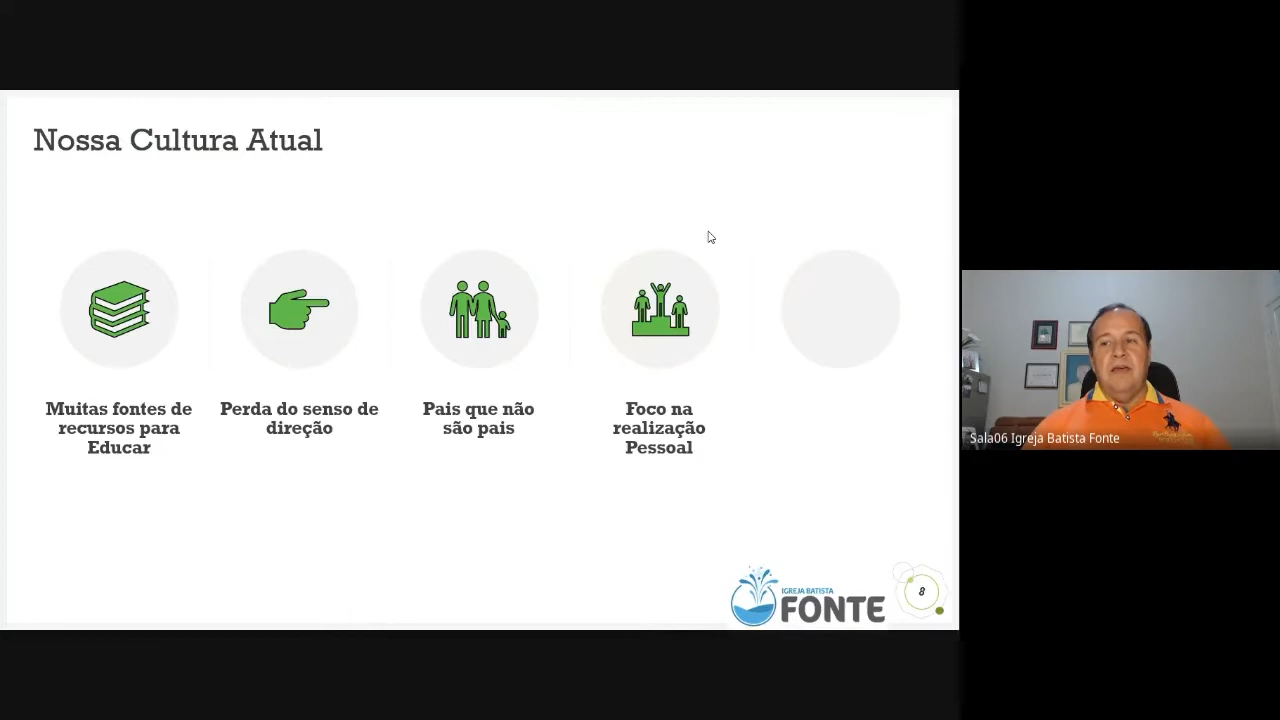 Nossa Cultura Atual
Muitas fontes de
recursos para
Educar
Perda do senso de
direção
Pais que não
são pais
Foco na
realização
Pessoal
IGREJA BATISTA
FONTE
8
Sala06 Igreja Batista Fonte